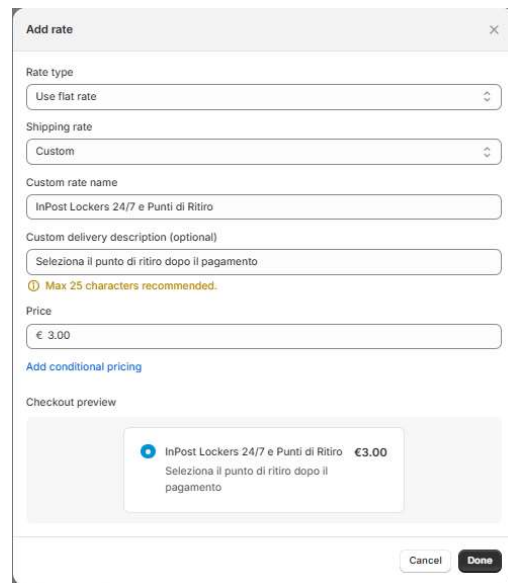 Add rate
Rate type
Use flat rate
Shipping rate
Custom
Custom rate name
InPost Lockers 24/7 e Punti di Ritiro
Custom delivery description (optional)
Seleziona il punto di ritiro dopo il pagamento
Max 25 characters recommended.
Price
€ 3.00
Add conditional pricing
Checkout preview
InPost Lockers 24/7 e Punti di Ritiro €3.00
Seleziona il punto di ritiro dopo il
pagamento
Cancel Done